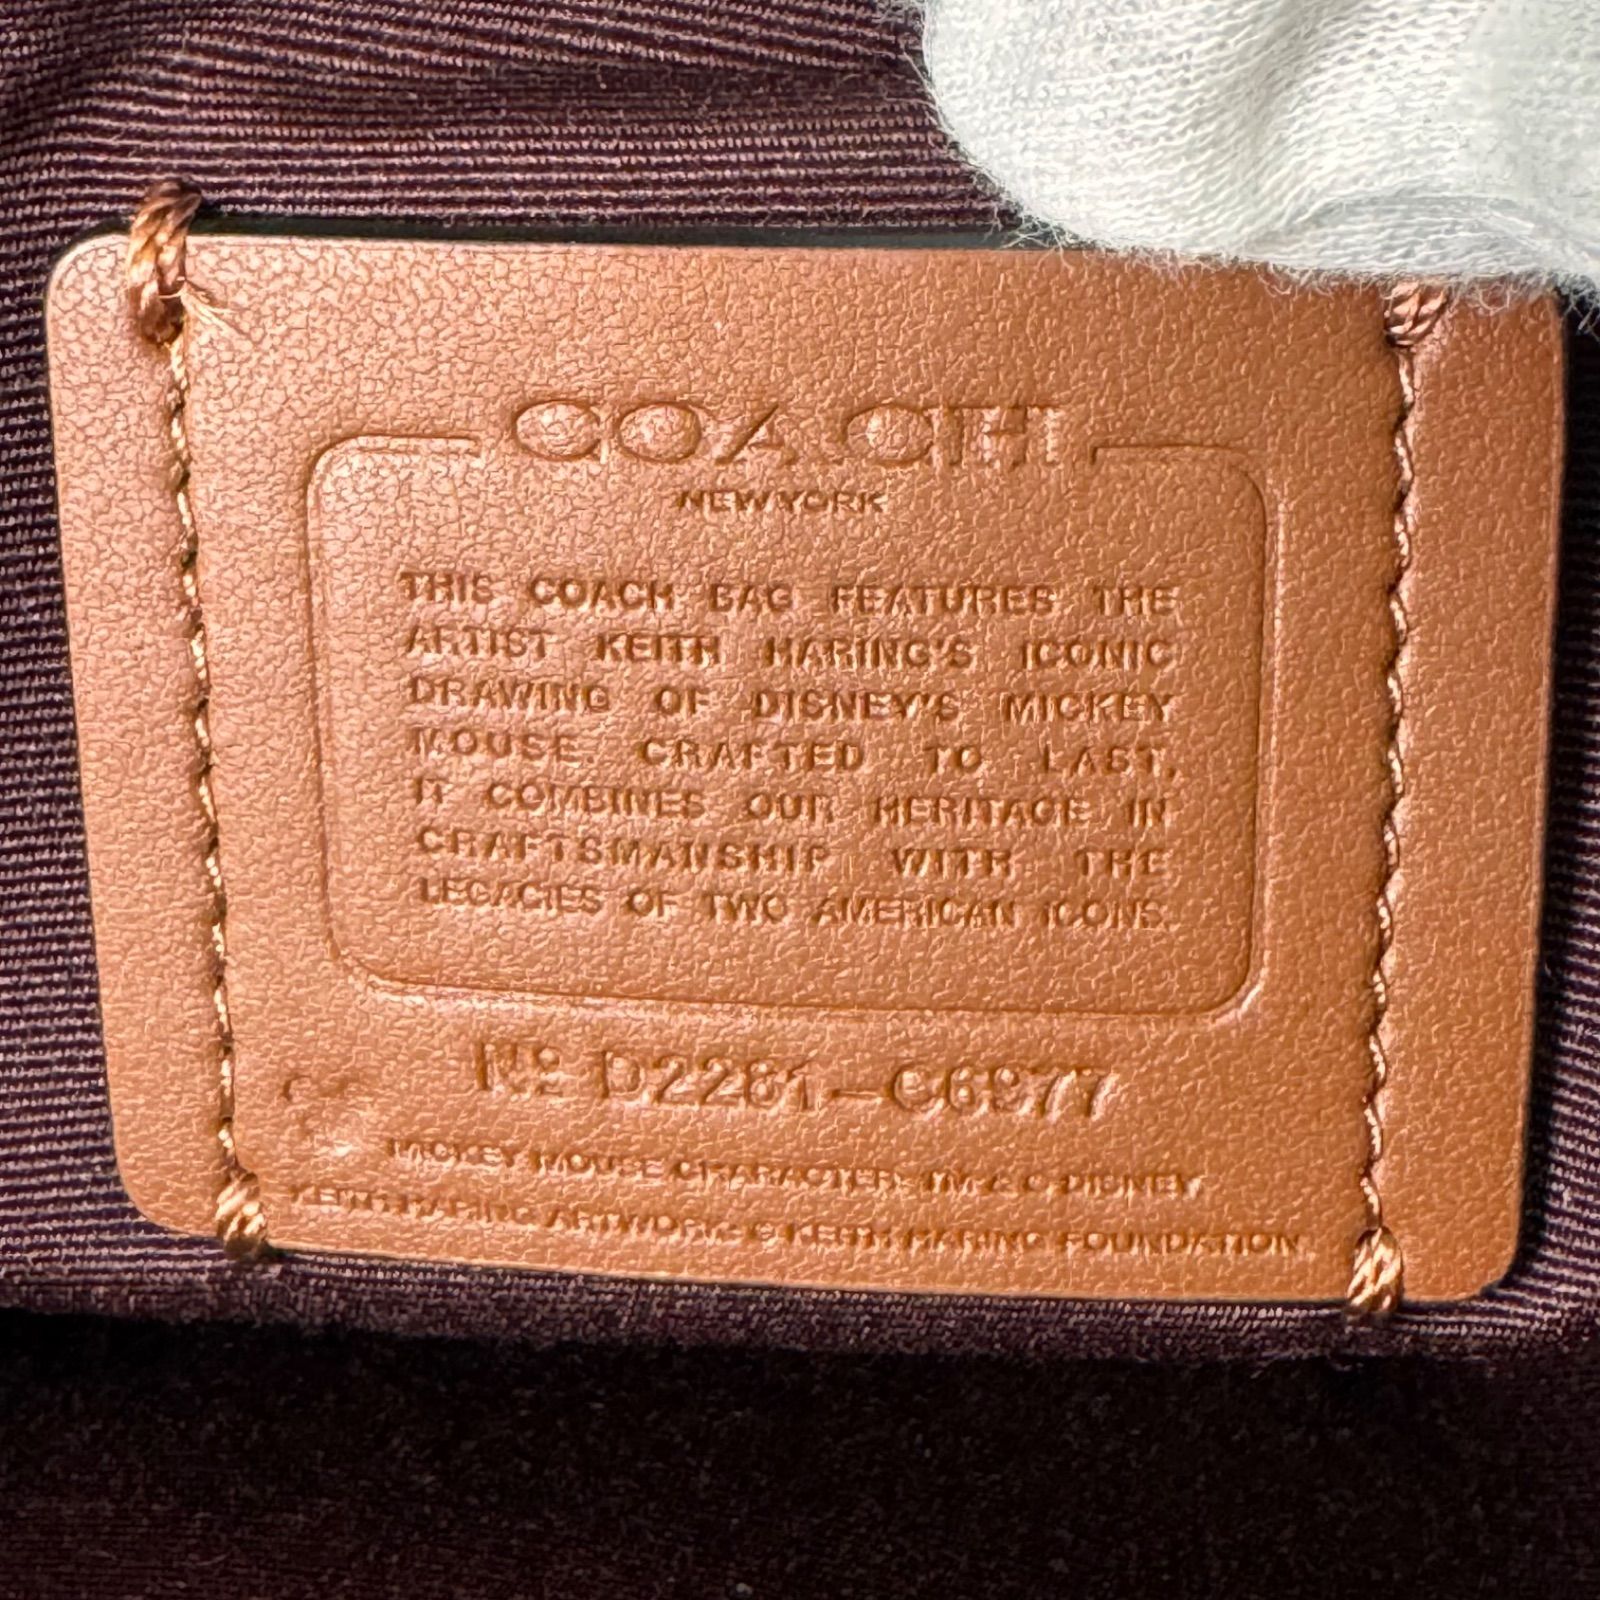 COACH
NEW YORK
THIS COACH BAG FEATURES THE
ARTIST KEITH HARING'S ICONIC
DRAWING OF DISNEY'S MICKEY
MOUSE. CRAFTED TO LAST,
IT COMBINES OUR HERITAGE IN
CRAFTSMANSHIP WITH THE
LEGACIES OF TWO AMERICAN ICONS.
Nº D2281-C6977
MICKEY MOUSE CHARACTER: TM & © DISNEY
KEITH HARING ARTWORK: © KEITH HARING FOUNDATION